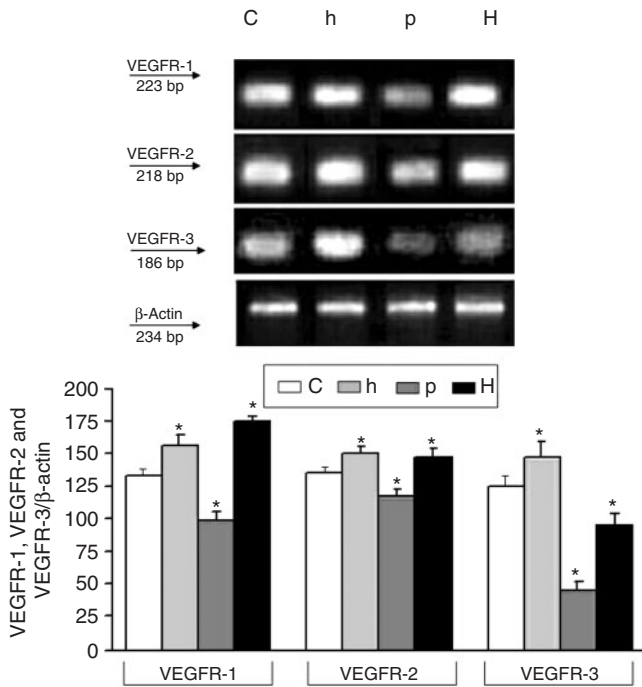 C h p H
VEGFR-1
223 bp
VEGFR-2
218 bp
VEGFR-3
186 bp
β-Actin
234 bp
C h p H
VEGFR-1, VEGFR-2 and
VEGFR-3/β-actin
200
175
150
125
100
75
50
25
0
* * *
* * *
* * *
VEGFR-1 VEGFR-2 VEGFR-3